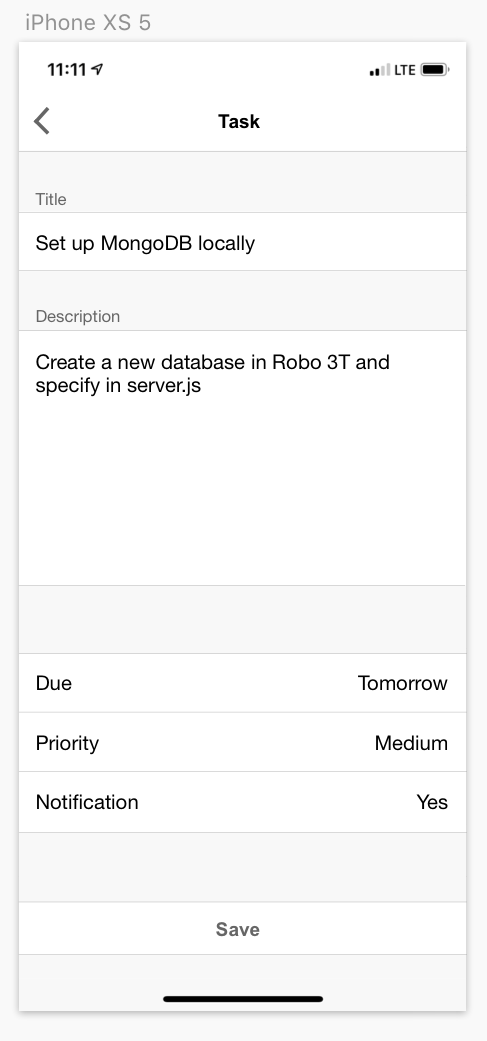 iPhone XS 5
11:11 LTE
Task
Title
Set up MongoDB locally
Description
Create a new database in Robo 3T and
specify in server.js
Due Tomorrow
Priority Medium
Notification Yes
Save